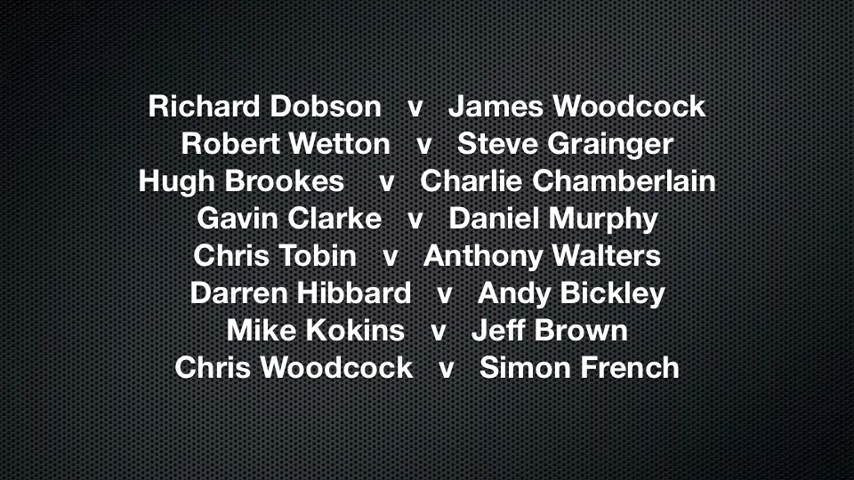 Richard Dobson v James Woodcock
Robert Wetton v Steve Grainger
Hugh Brookes v Charlie Chamberlain
Gavin Clarke v Daniel Murphy
Chris Tobin v Anthony Walters
Darren Hibbard v Andy Bickley
Mike Kokins v Jeff Brown
Chris Woodcock v Simon French